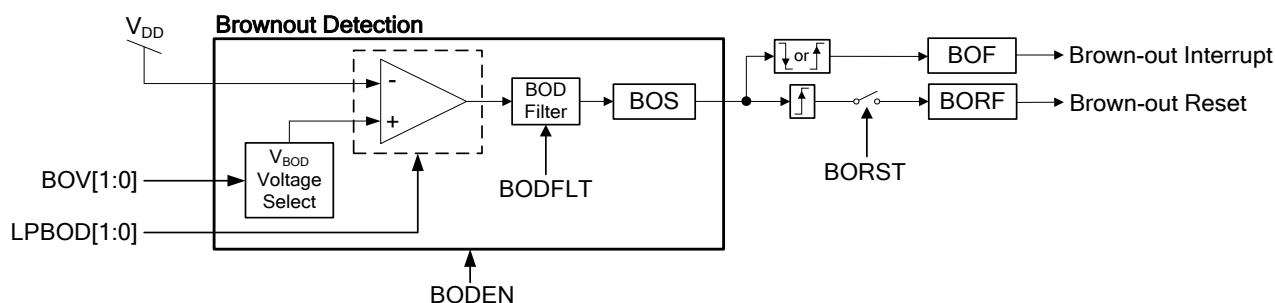 Brownout Detection
VDD
-
+
VBOD
Voltage
Select
BOD
Filter
BOS
or
BOF
Brown-out Interrupt
BORF
Brown-out Reset
BOV[1:0]
LPBOD[1:0]
BODFLT
BORST
BODEN